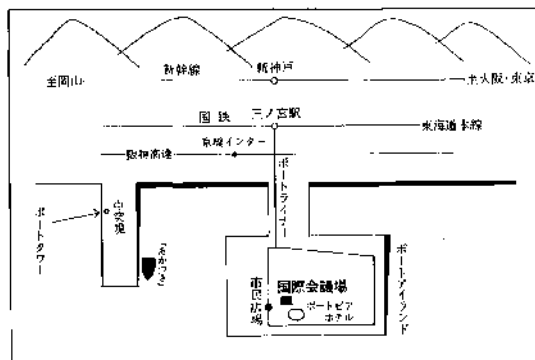 至岡山
新幹線
新神戸
至大阪・東京
国鉄
三ノ宮駅
東海道本線
京橋インター
阪神高速
ポートライナー
中突堤
ポートタワー
「あかつき」
国際会議場
ポートピア
ホテル
市民広場
ポートアイランド